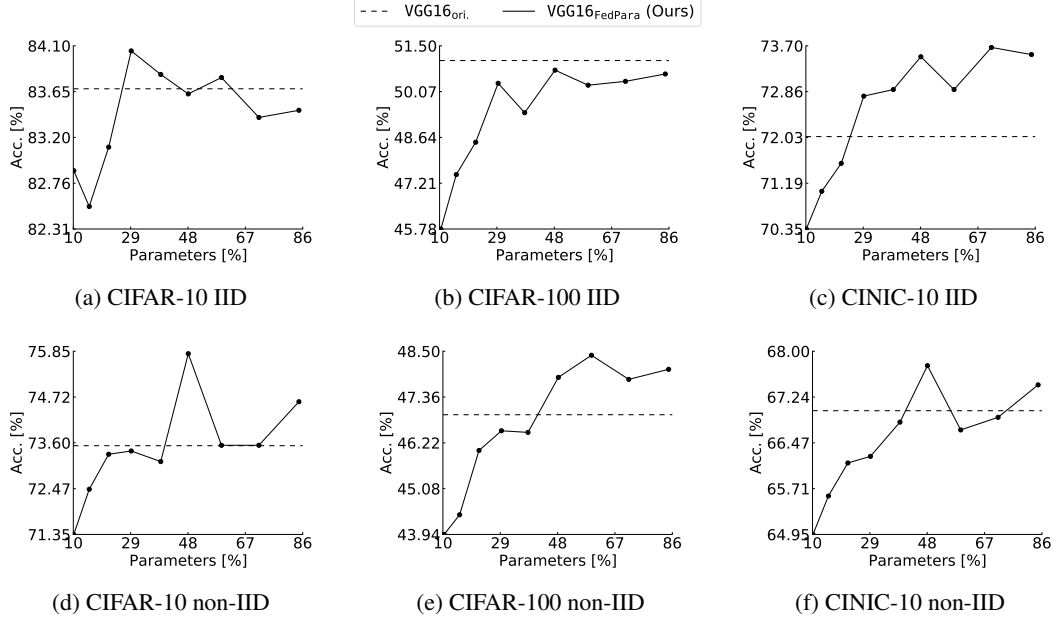 VGG16ori. VGG16FedPara (Ours)
84.10 83.65 83.20 82.76 82.31
Acc. [%]
10 29 48 67 86
Parameters [%]
(a) CIFAR-10 IID
51.50 50.07 48.64 47.21 45.78
Acc. [%]
10 29 48 67 86
Parameters [%]
(b) CIFAR-100 IID
73.70 72.86 72.03 71.19 70.35
Acc. [%]
10 29 48 67 86
Parameters [%]
(c) CINIC-10 IID
75.85 74.72 73.60 72.47 71.35
Acc. [%]
10 29 48 67 86
Parameters [%]
(d) CIFAR-10 non-IID
48.50 47.36 46.22 45.08 43.94
Acc. [%]
10 29 48 67 86
Parameters [%]
(e) CIFAR-100 non-IID
68.00 67.24 66.47 65.71 64.95
Acc. [%]
10 29 48 67 86
Parameters [%]
(f) CINIC-10 non-IID